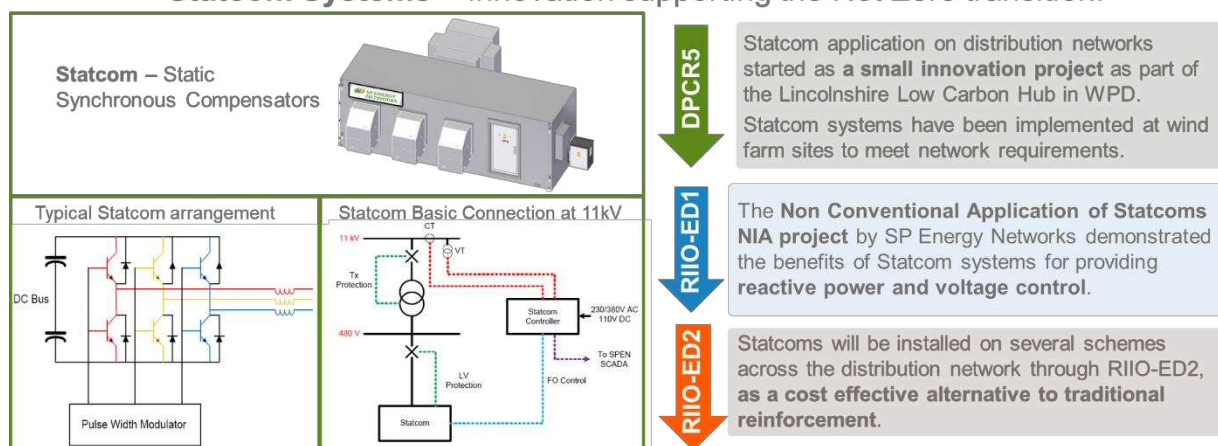 Statcom Systems – Innovation supporting the Net Zero transition.
Statcom – Static
Synchronous Compensators
SP ENERGY
NETWORKS
Typical Statcom arrangement
DC Bus
Pulse Width Modulator
Statcom Basic Connection at 11kV
CT
11 kV
VT
Tx
Protection
Statcom
Controller
230/380V AC
110V DC
480 V
To SPEN
SCADA
LV
Protection
FO Control
Statcom
DPCR5
Statcom application on distribution networks
started as a small innovation project as part of
the Lincolnshire Low Carbon Hub in WPD.
Statcom systems have been implemented at wind
farm sites to meet network requirements.
RIIO-ED1
The Non Conventional Application of Statcoms
NIA project by SP Energy Networks demonstrated
the benefits of Statcom systems for providing
reactive power and voltage control.
RIIO-ED2
Statcoms will be installed on several schemes
across the distribution network through RIIO-ED2,
as a cost effective alternative to traditional
reinforcement.